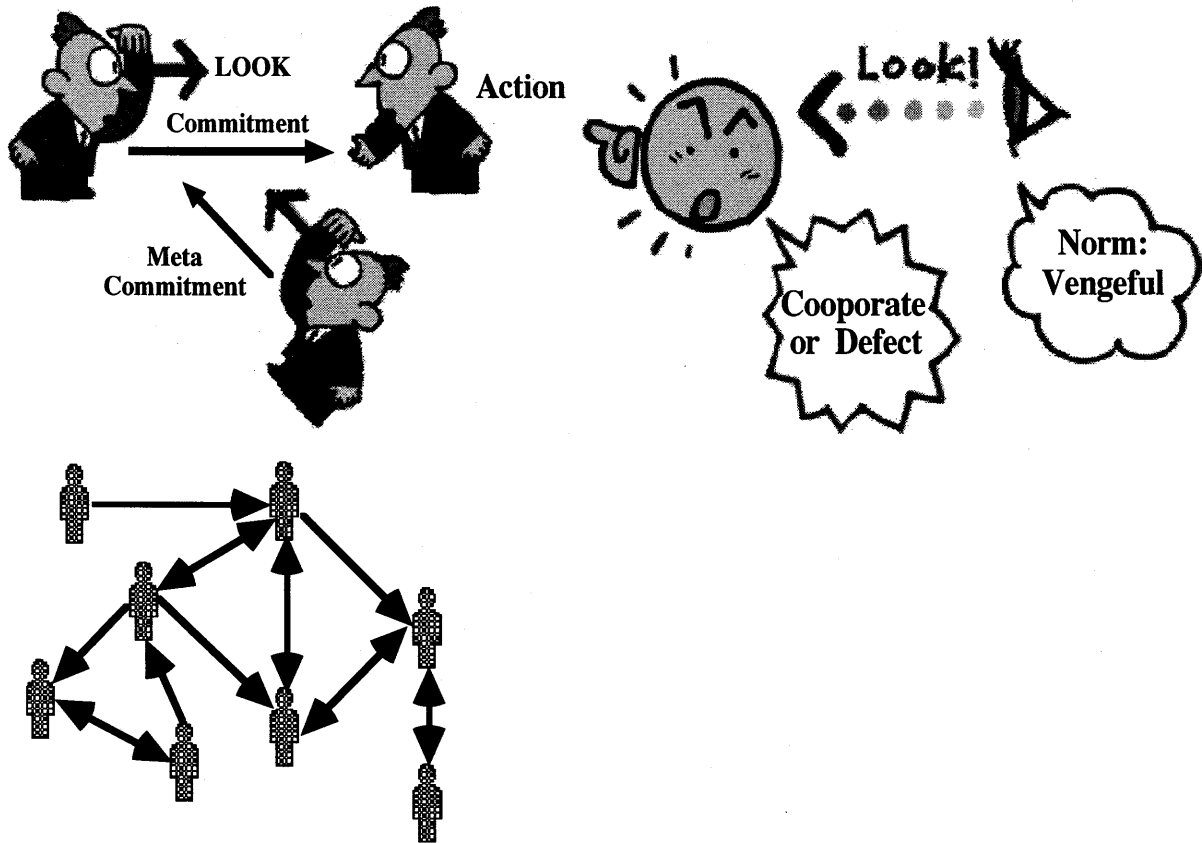 LOOK
Action
Commitment
Meta
Commitment
Look!
Norm:
Vengeful
Cooporate
or Defect